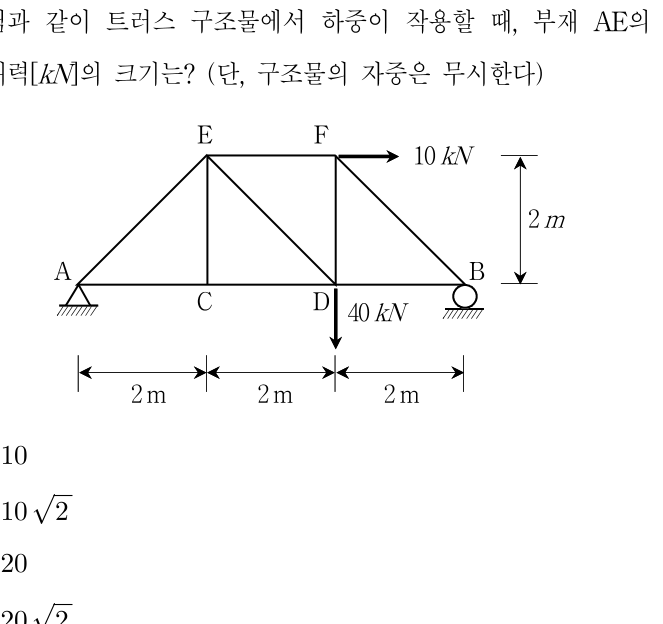 과 같이 트러스 구조물에서 하중이 작용할 때, 부재 AE의
력[kN]의 크기는? (단, 구조물의 자중은 무시한다)
E F
10 kN
2 m
A B
C D
40 kN
2 m 2 m 2 m
10
10√2
20
20√2